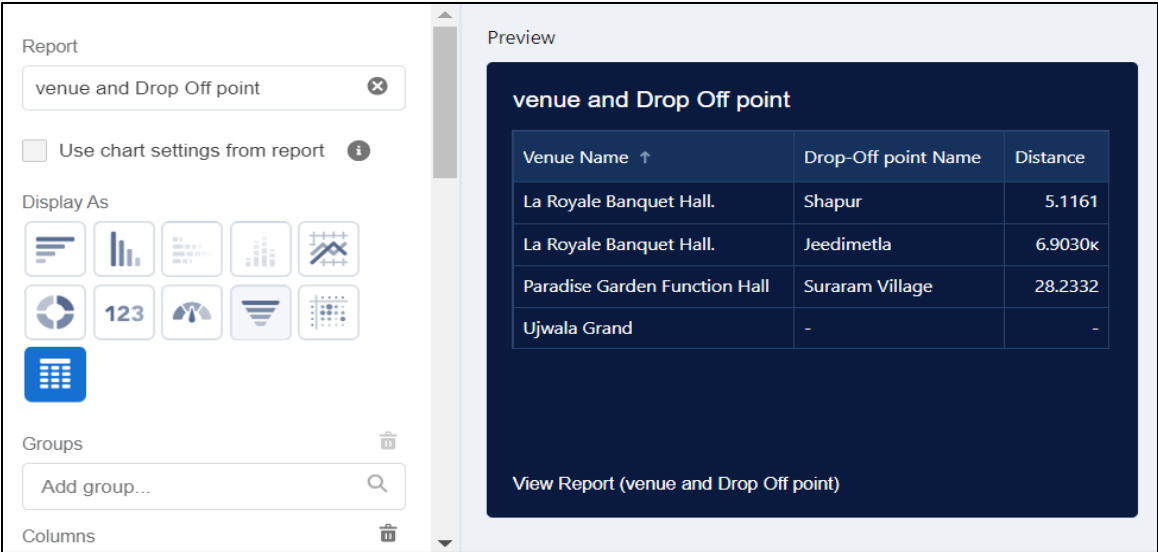 Report
venue and Drop Off point
Use chart settings from report
Display As
123
Groups
Add group...
Columns
Preview
venue and Drop Off point
Venue Name ↑ Drop-Off point Name Distance
La Royale Banquet Hall. Shapur 5.1161
La Royale Banquet Hall. Jeedimetla 6.9030ĸ
Paradise Garden Function Hall Suraram Village 28.2332
Ujwala Grand - -
View Report (venue and Drop Off point)